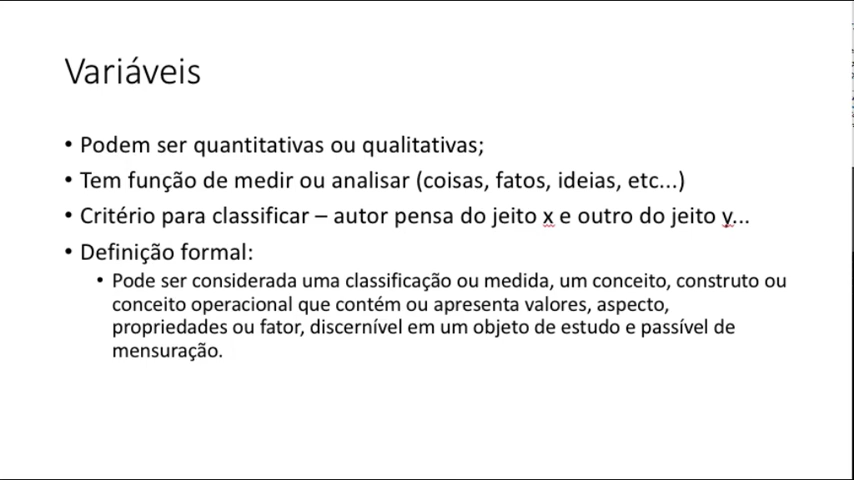 Variáveis
• Podem ser quantitativas ou qualitativas;
• Tem função de medir ou analisar (coisas, fatos, ideias, etc...)
• Critério para classificar – autor pensa do jeito x e outro do jeito y...
• Definição formal:
• Pode ser considerada uma classificação ou medida, um conceito, construto ou
conceito operacional que contém ou apresenta valores, aspecto,
propriedades ou fator, discernível em um objeto de estudo e passível de
mensuração.